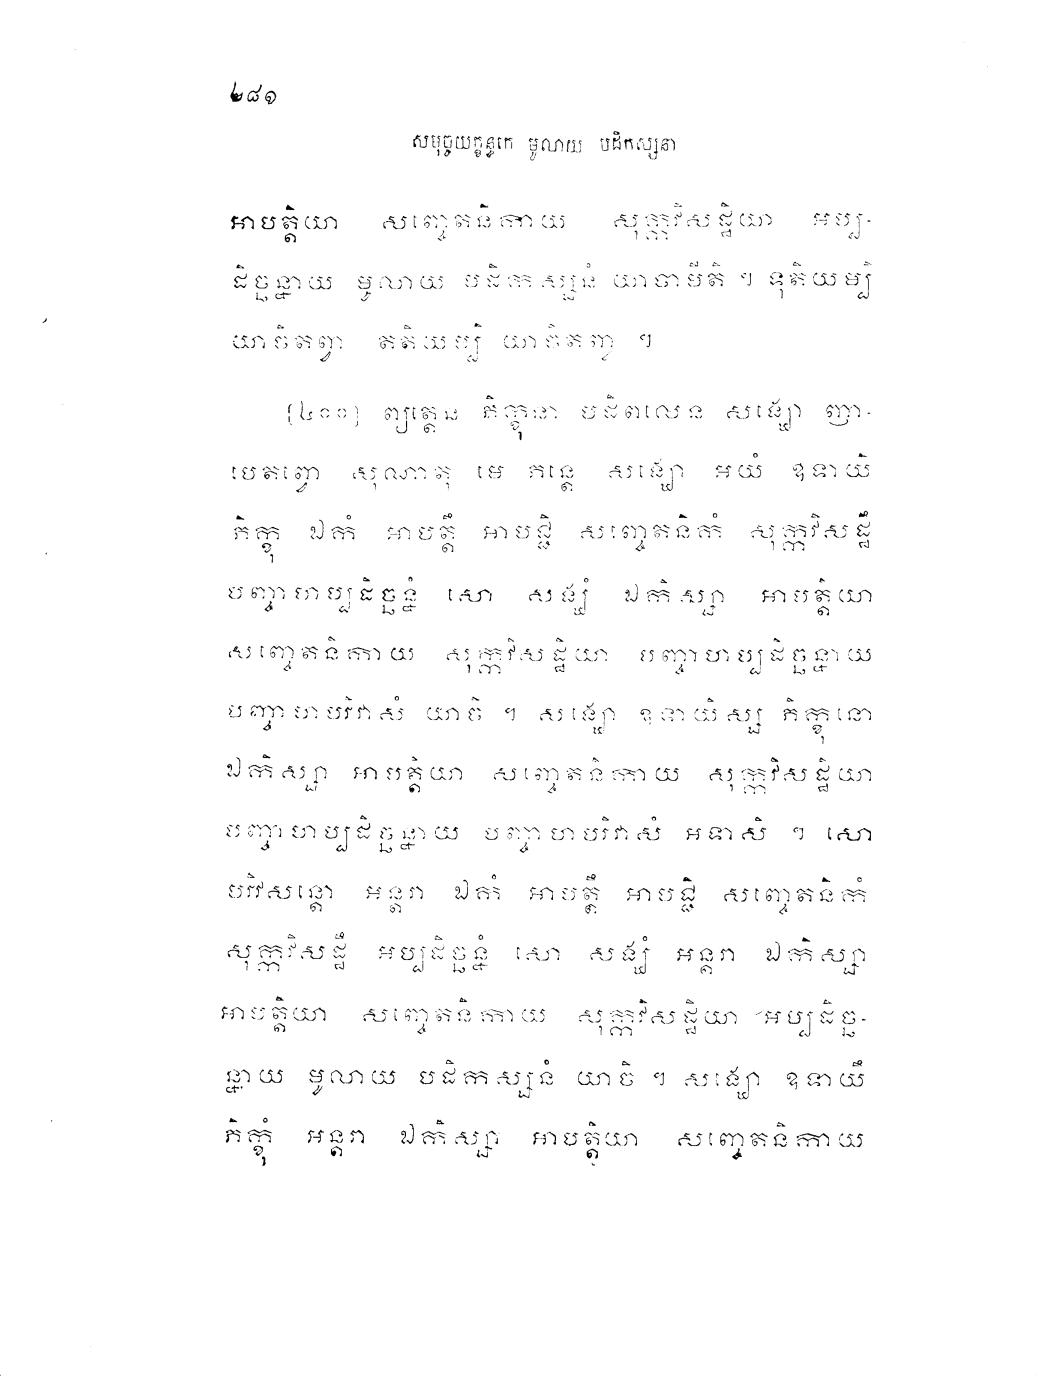 ២៨១
សមុច្ចយក្ខន្ធកេ មូលាយ បដិកស្សនា
អាបត្តិយា សញ្ចេតនិកាយ សុក្កវិសដ្ឋិយា អប្ប-
ដិច្ឆន្នាយ មូលាយ បដិកស្សនំ យាចាមីតិ ។ ទុតិយម្បិ
យាចិតព្វា តតិយម្បិ យាចិតព្វា ។
(៤០០) ព្យត្តេន ភិក្ខុនា បដិពលេន សង្ឃោ ញា-
បេតព្វោ សុណាតុ មេ ភន្តេ សង្ឃោ អយំ ឧទាយិ
ភិក្ខុ ឯកំ អាបត្តឹ អាបជ្ជិ សញ្ចេតនិកំ សុក្កវិសដ្ឋឹ
បញ្ចាហប្បដិច្ឆន្នំ សោ សង្ឃំ ឯកិស្សា អាបត្តិយា
សញ្ចេតនិកាយ សុក្កវិសដ្ឋិយា បញ្ចាហប្បដិច្ឆន្នាយ
បញ្ចាហបរិវាសំ យាចិ ។ សង្ឃោ ឧទាយិស្ស ភិក្ខុនោ
ឯកិស្សា អាបត្តិយា សញ្ចេតនិកាយ សុក្កវិសដ្ឋិយា
បញ្ចាហប្បដិច្ឆន្នាយ បញ្ចាហបរិវាសំ អទាសិ ។ សោ
បរិវសន្តោ អន្តរា ឯកំ អាបត្តឹ អាបជ្ជិ សញ្ចេតនិកំ
សុក្កវិសដ្ឋឹ អប្បដិច្ឆន្នំ សោ សង្ឃំ អន្តរា ឯកិស្សា
អាបត្តិយា សញ្ចេតនិកាយ សុក្កវិសដ្ឋិយា អប្បដិច្ឆ-
ន្នាយ មូលាយ បដិកស្សនំ យាចិ ។ សង្ឃោ ឧទាយឹ
ភិក្ខុំ អន្តរា ឯកិស្សា អាបត្តិយា សញ្ចេតនិកាយ